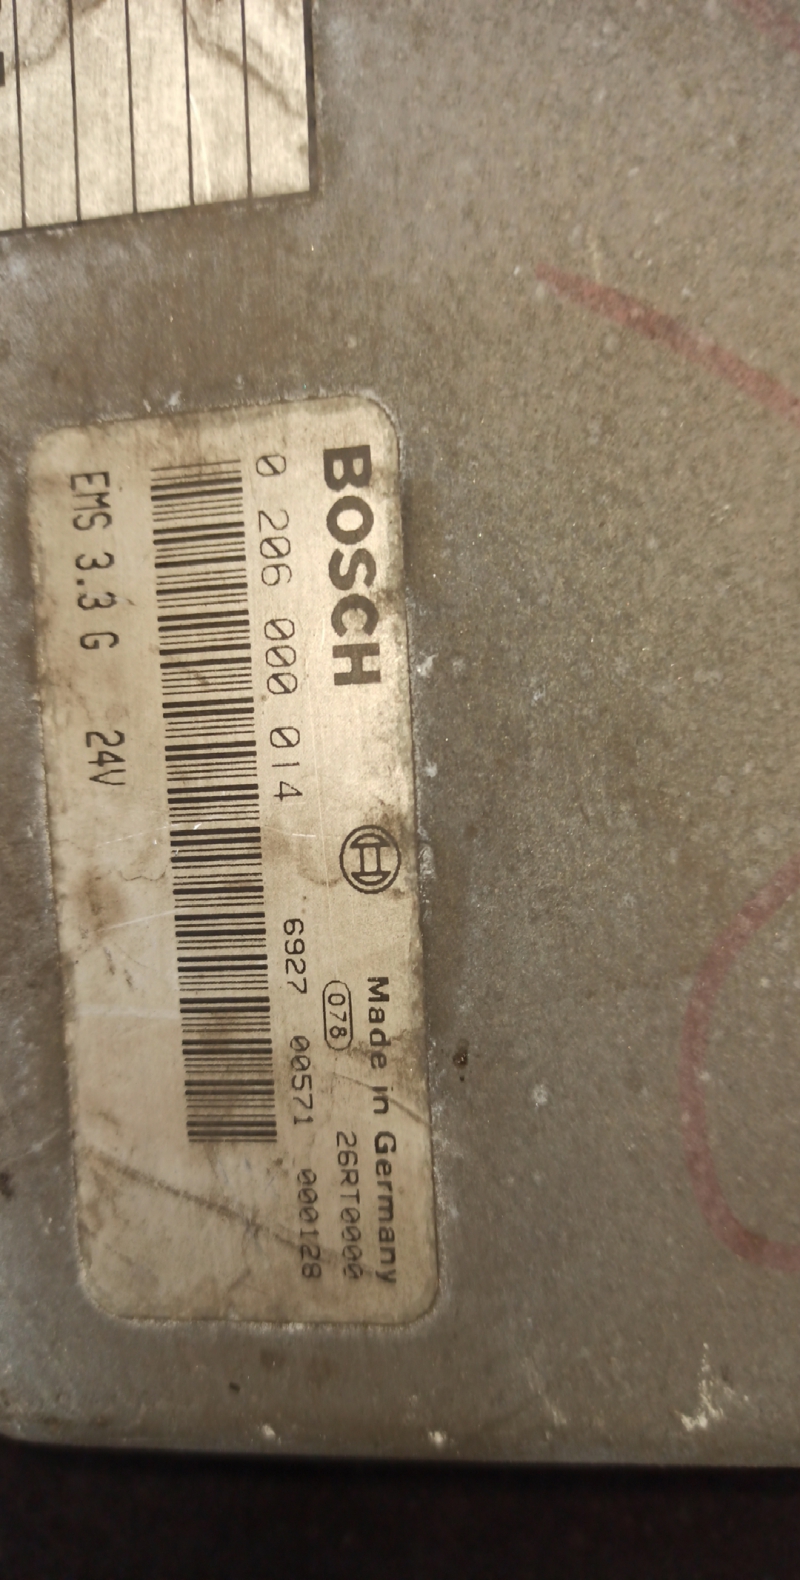 BOSCH
Made in Germany
078
26RT0000
0 206 000 014
6927 00571 000128
EMS 3.3 G 24V